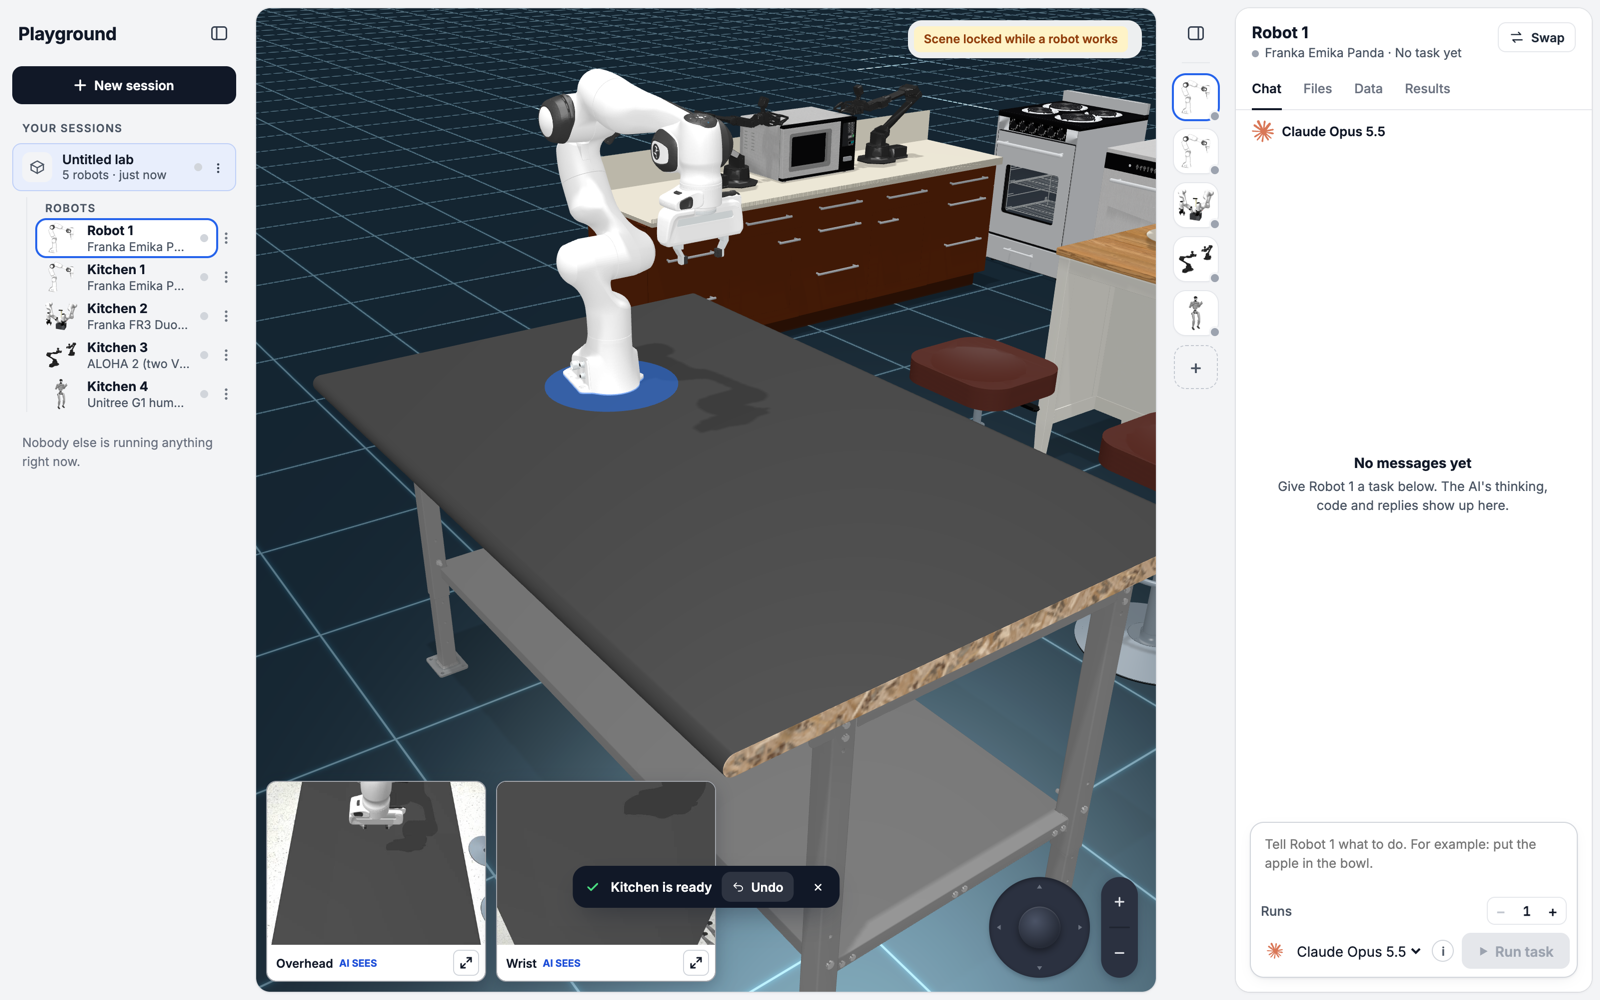 Playground
New session
YOUR SESSIONS
Untitled lab
5 robots · just now
ROBOTS
Robot 1
Franka Emika P...
Kitchen 1
Franka Emika P...
Kitchen 2
Franka FR3 Duo...
Kitchen 3
ALOHA 2 (two V...
Kitchen 4
Unitree G1 hum...
Nobody else is running anything
right now.
Scene locked while a robot works
Kitchen is ready
Undo
Overhead AI SEES
Wrist AI SEES
Robot 1
Franka Emika Panda · No task yet
Swap
Chat
Files
Data
Results
Claude Opus 5.5
No messages yet
Give Robot 1 a task below. The AI's thinking,
code and replies show up here.
Tell Robot 1 what to do. For example: put the
apple in the bowl.
Runs
1
Claude Opus 5.5
Run task